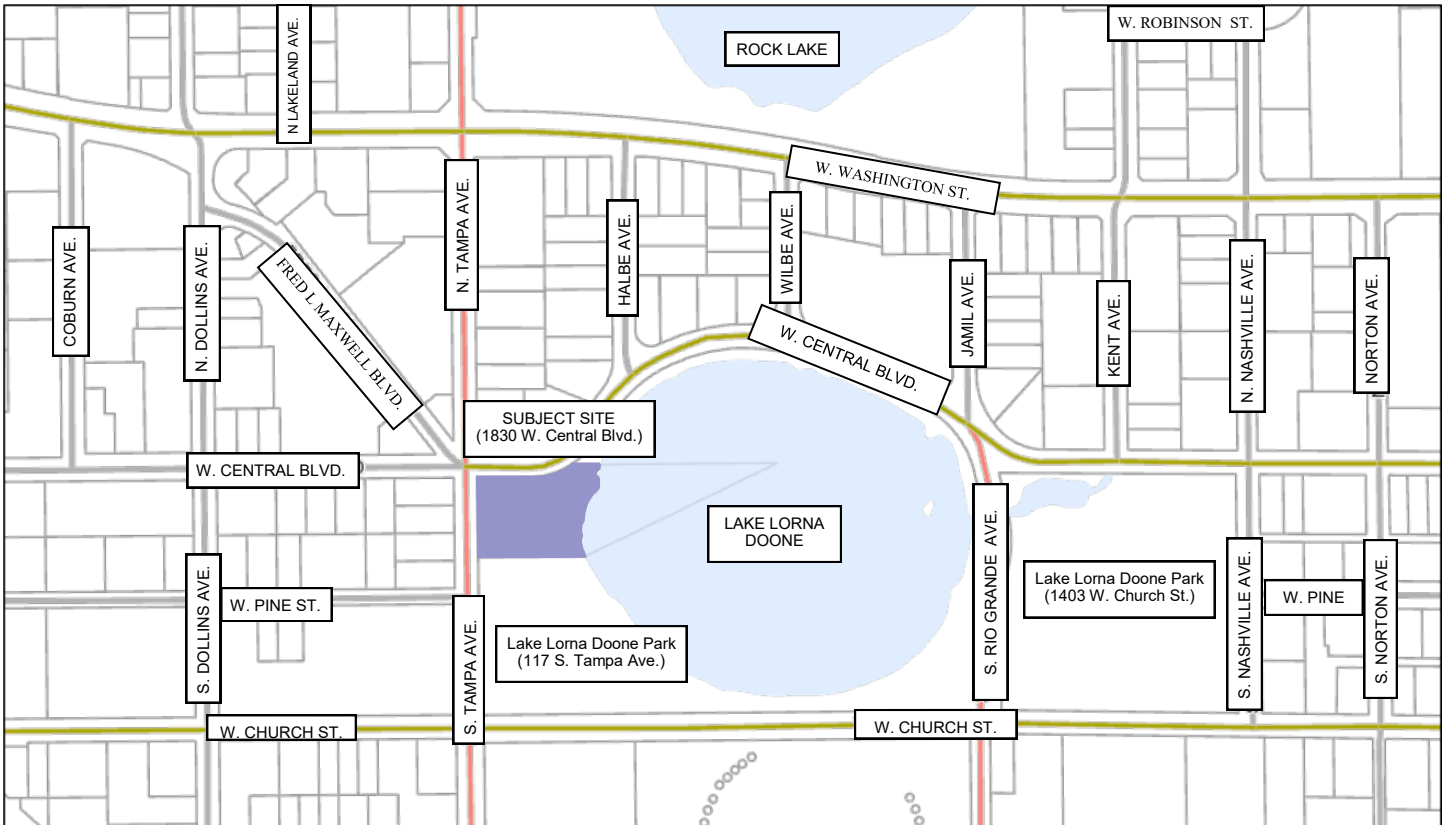 W. ROBINSON ST.
ROCK LAKE
N LAKELAND AVE.
W. WASHINGTON ST.
COBURN AVE.
N. DOLLINS AVE.
FRED L MAXWELL BLVD.
N. TAMPA AVE.
HALBE AVE.
WILBE AVE.
JAMIL AVE.
KENT AVE.
N. NASHVILLE AVE.
NORTON AVE.
W. CENTRAL BLVD.
SUBJECT SITE
(1830 W. Central Blvd.)
W. CENTRAL BLVD.
LAKE LORNA
DOONE
S. DOLLINS AVE.
W. PINE ST.
S. TAMPA AVE.
Lake Lorna Doone Park
(117 S. Tampa Ave.)
S. RIO GRANDE AVE.
Lake Lorna Doone Park
(1403 W. Church St.)
S. NASHVILLE AVE.
W. PINE
S. NORTON AVE.
W. CHURCH ST.
W. CHURCH ST.